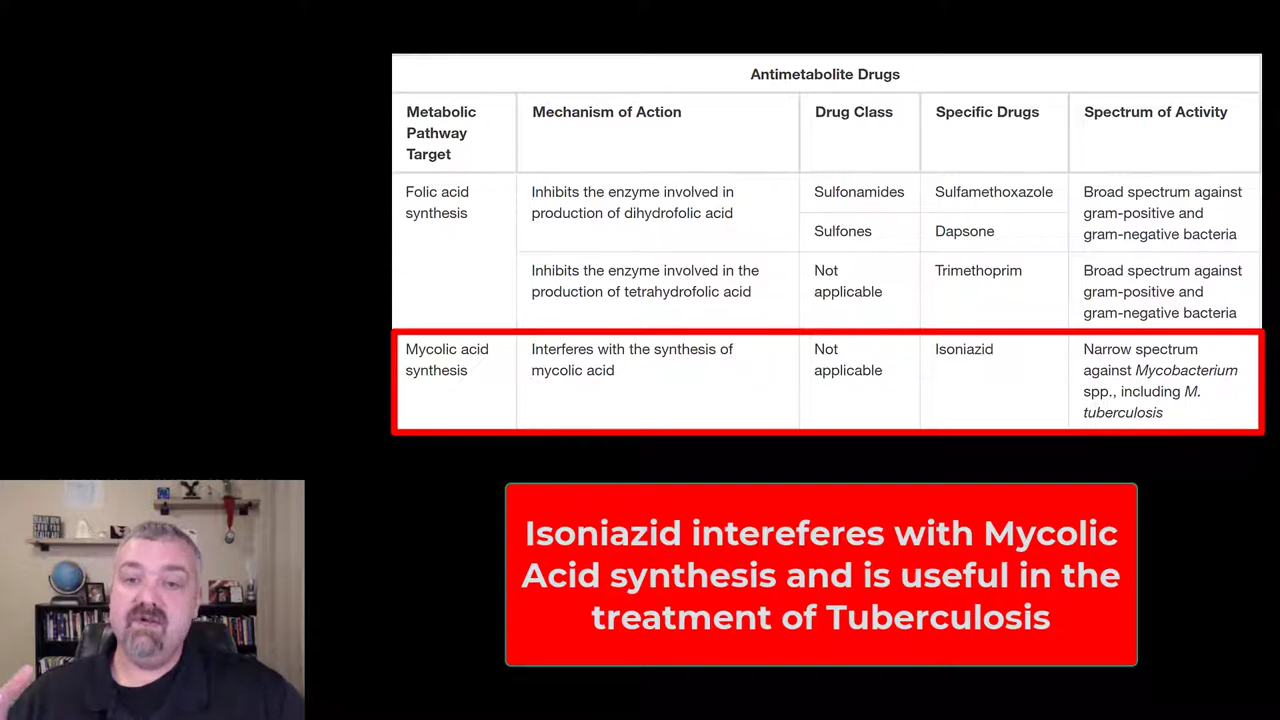 Antimetabolite Drugs
Metabolic
Pathway
Target
Mechanism of Action
Drug Class
Specific Drugs
Spectrum of Activity
Folic acid
synthesis
Inhibits the enzyme involved in
production of dihydrofolic acid
Sulfonamides
Sulfamethoxazole
Broad spectrum against
gram-positive and
gram-negative bacteria
Sulfones
Dapsone
Inhibits the enzyme involved in the
production of tetrahydrofolic acid
Not
applicable
Trimethoprim
Broad spectrum against
gram-positive and
gram-negative bacteria
Mycolic acid
synthesis
Interferes with the synthesis of
mycolic acid
Not
applicable
Isoniazid
Narrow spectrum
against Mycobacterium
spp., including M.
tuberculosis
Isoniazid intereferes with Mycolic
Acid synthesis and is useful in the
treatment of Tuberculosis